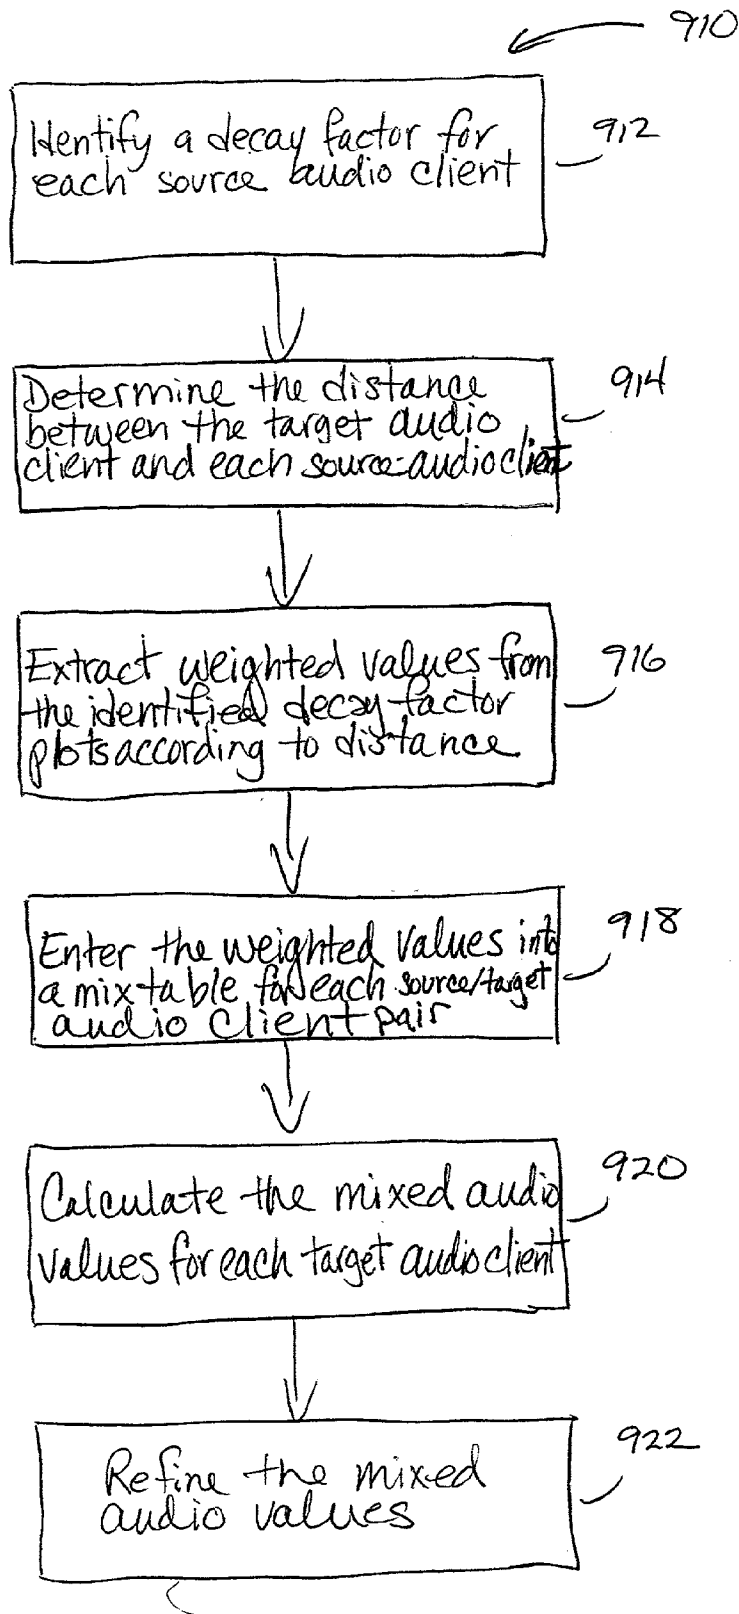 910
Identify a decay factor for
each source audio client
912
Determine the distance
between the target audio
client and each source audio client
914
Extract weighted values from
the identified decay factor
plots according to distance
916
Enter the weighted values into
a mix table for each source/target
audio client pair
918
Calculate the mixed audio
values for each target audio client
920
Refine the mixed
audio values
922